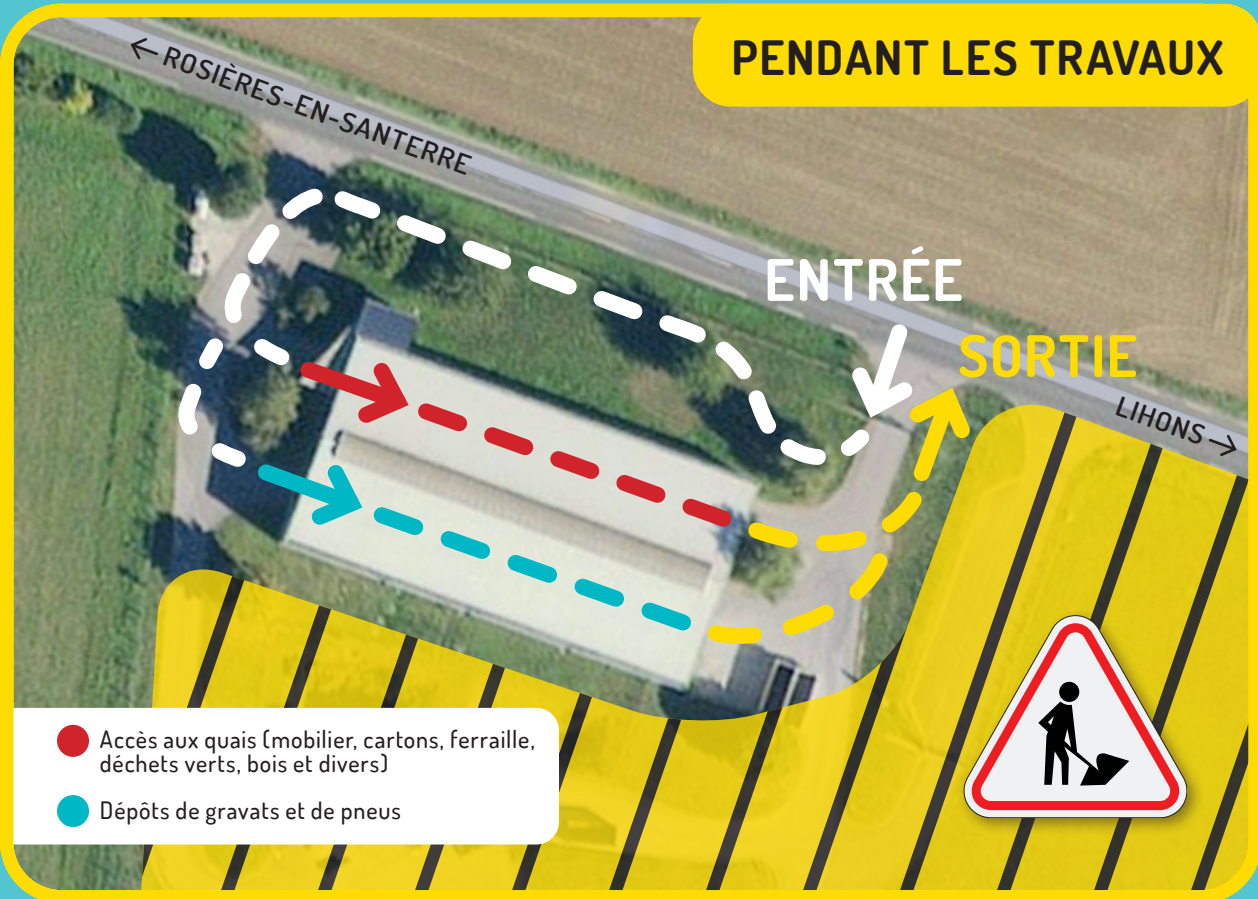 PENDANT LES TRAVAUX
← ROSIÈRES-EN-SANTERRE
ENTRÉE
SORTIE
LIHONS →
Accès aux quais (mobilier, cartons, ferraille,
déchets verts, bois et divers)
Dépôts de gravats et de pneus